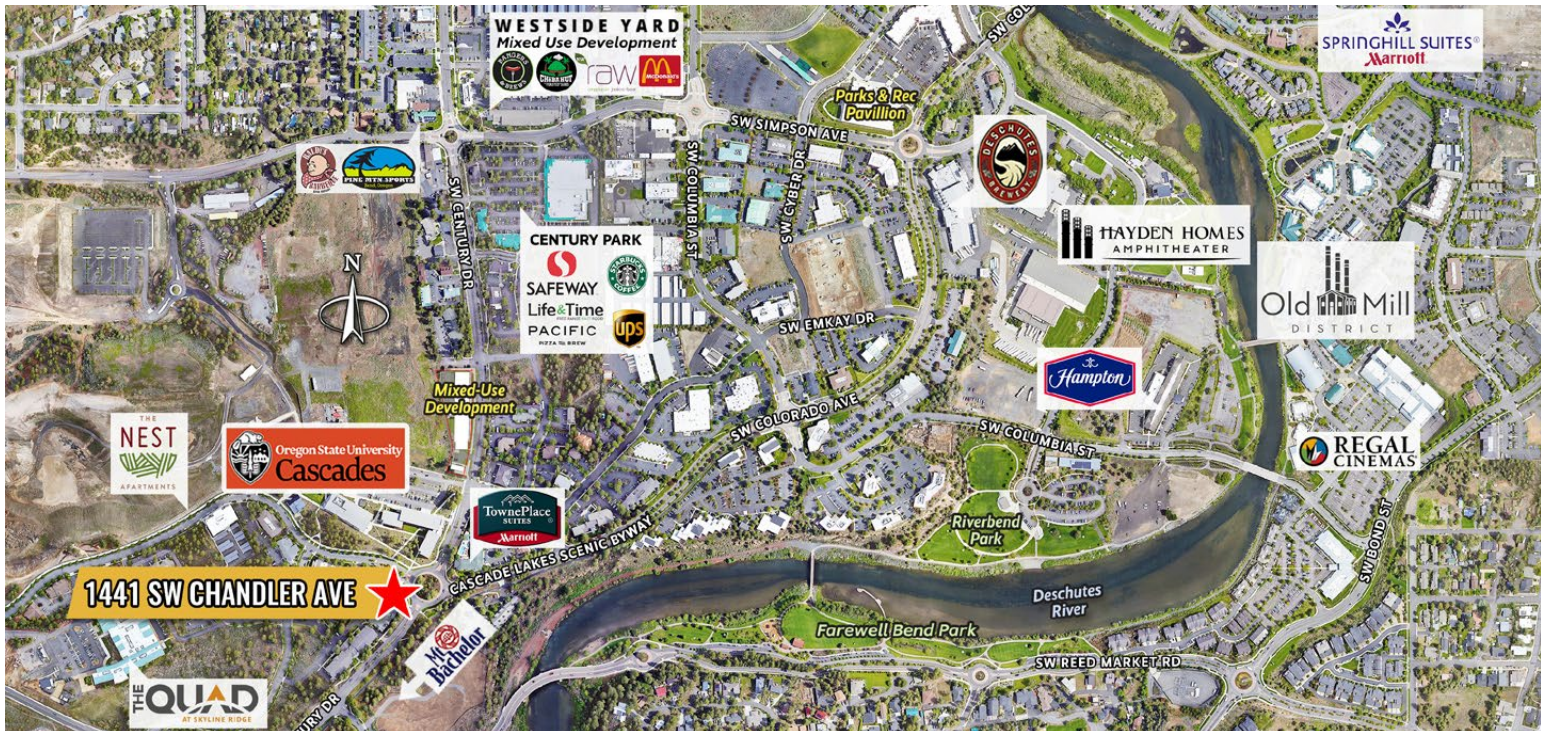 WESTSIDE YARD
Mixed Use Development
raw
McDonald's
SPRINGHILL SUITES®
Marriott
Parks & Rec
Pavillion
SW SIMPSON AVE
SW COLUMBIA ST
SW CYBER DR
SW CENTURY DR
PINE MTN. SPORTS
Bend, Oregon
DESCHUTES
BREWERY
HAYDEN HOMES
AMPHITHEATER
Old Mill
DISTRICT
CENTURY PARK
SAFEWAY
STARBUCKS
COFFEE
Life&Time
PACIFIC
PIZZA & BREW
ups
N
SW EMKAY DR
Hampton
Mixed-Use
Development
SW COLORADO AVE
SW COLUMBIA ST
REGAL
CINEMAS
THE
NEST
APARTMENTS
Oregon State University
Cascades
TownePlace
SUITES
Marriott
CASCADE LAKES SCENIC BYWAY
Riverbend
Park
SW BOND ST
1441 SW CHANDLER AVE
Deschutes
River
Farewell Bend Park
Mt.
Bachelor
SW REED MARKET RD
THE
QUAD
AT SKYLINE RIDGE
URY DR